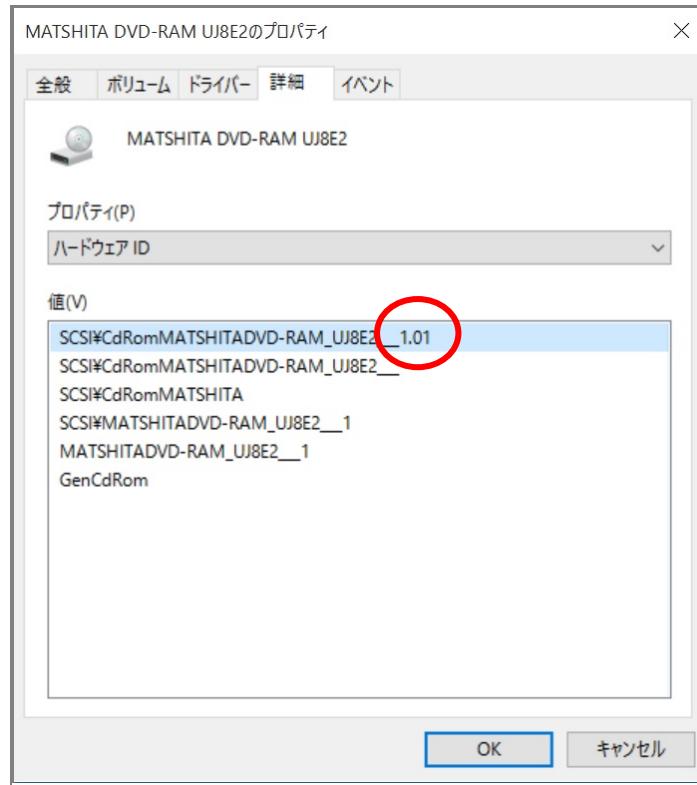 MATSHITA DVD-RAM UJ8E2のプロパティ
全般 ボリューム ドライバー 詳細 イベント
MATSHITA DVD-RAM UJ8E2
プロパティ(P)
ハードウェア ID
値(V)
SCSI¥CdRomMATSHITADVD-RAM_UJ8E2___1.01
SCSI¥CdRomMATSHITADVD-RAM_UJ8E2___
SCSI¥CdRomMATSHITA
SCSI¥MATSHITADVD-RAM_UJ8E2___1
MATSHITADVD-RAM_UJ8E2___1
GenCdRom
OK キャンセル